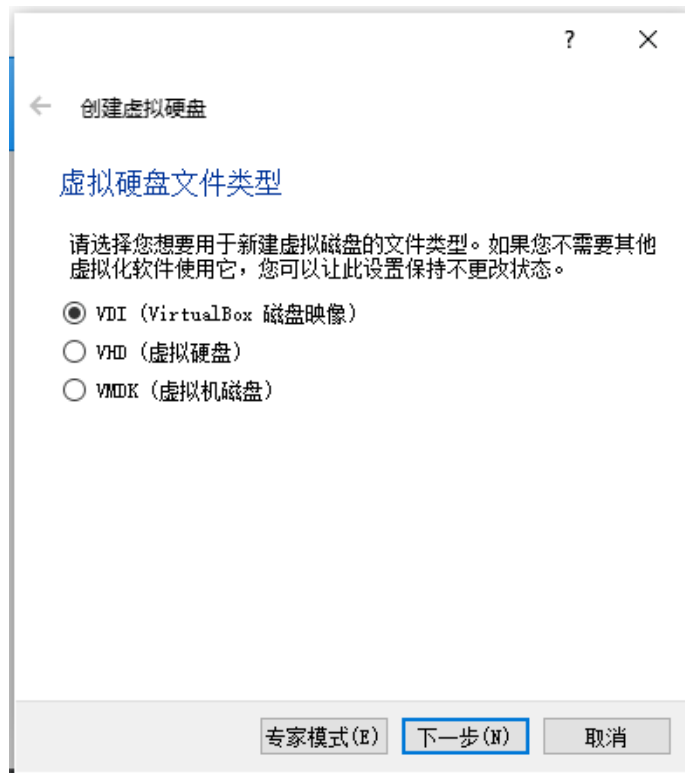 ?
创建虚拟硬盘
虚拟硬盘文件类型
请选择您想要用于新建虚拟磁盘的文件类型。如果您不需要其他
虚拟化软件使用它，您可以让此设置保持不更改状态。
VDI (VirtualBox 磁盘映像)
VHD (虚拟硬盘)
VMDK (虚拟机磁盘)
专家模式(E) 下一步(N) 取消